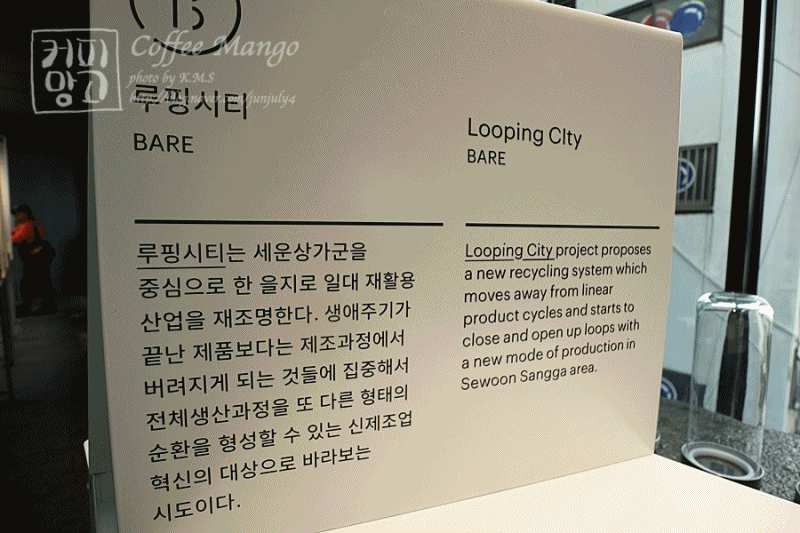 15
커피
망고
Coffee Mango
photo by K.M.S
http://blog.naver.com/junjuly4
루핑시티
BARE
루핑시티는 세운상가군을
중심으로 한 을지로 일대 재활용
산업을 재조명한다. 생애주기가
끝난 제품보다는 제조과정에서
버려지게 되는 것들에 집중해서
전체생산과정을 또 다른 형태의
순환을 형성할 수 있는 신제조업
혁신의 대상으로 바라보는
시도이다.
Looping CIty
BARE
Looping City project proposes
a new recycling system which
moves away from linear
product cycles and starts to
close and open up loops with
a new mode of production in
Sewoon Sangga area.